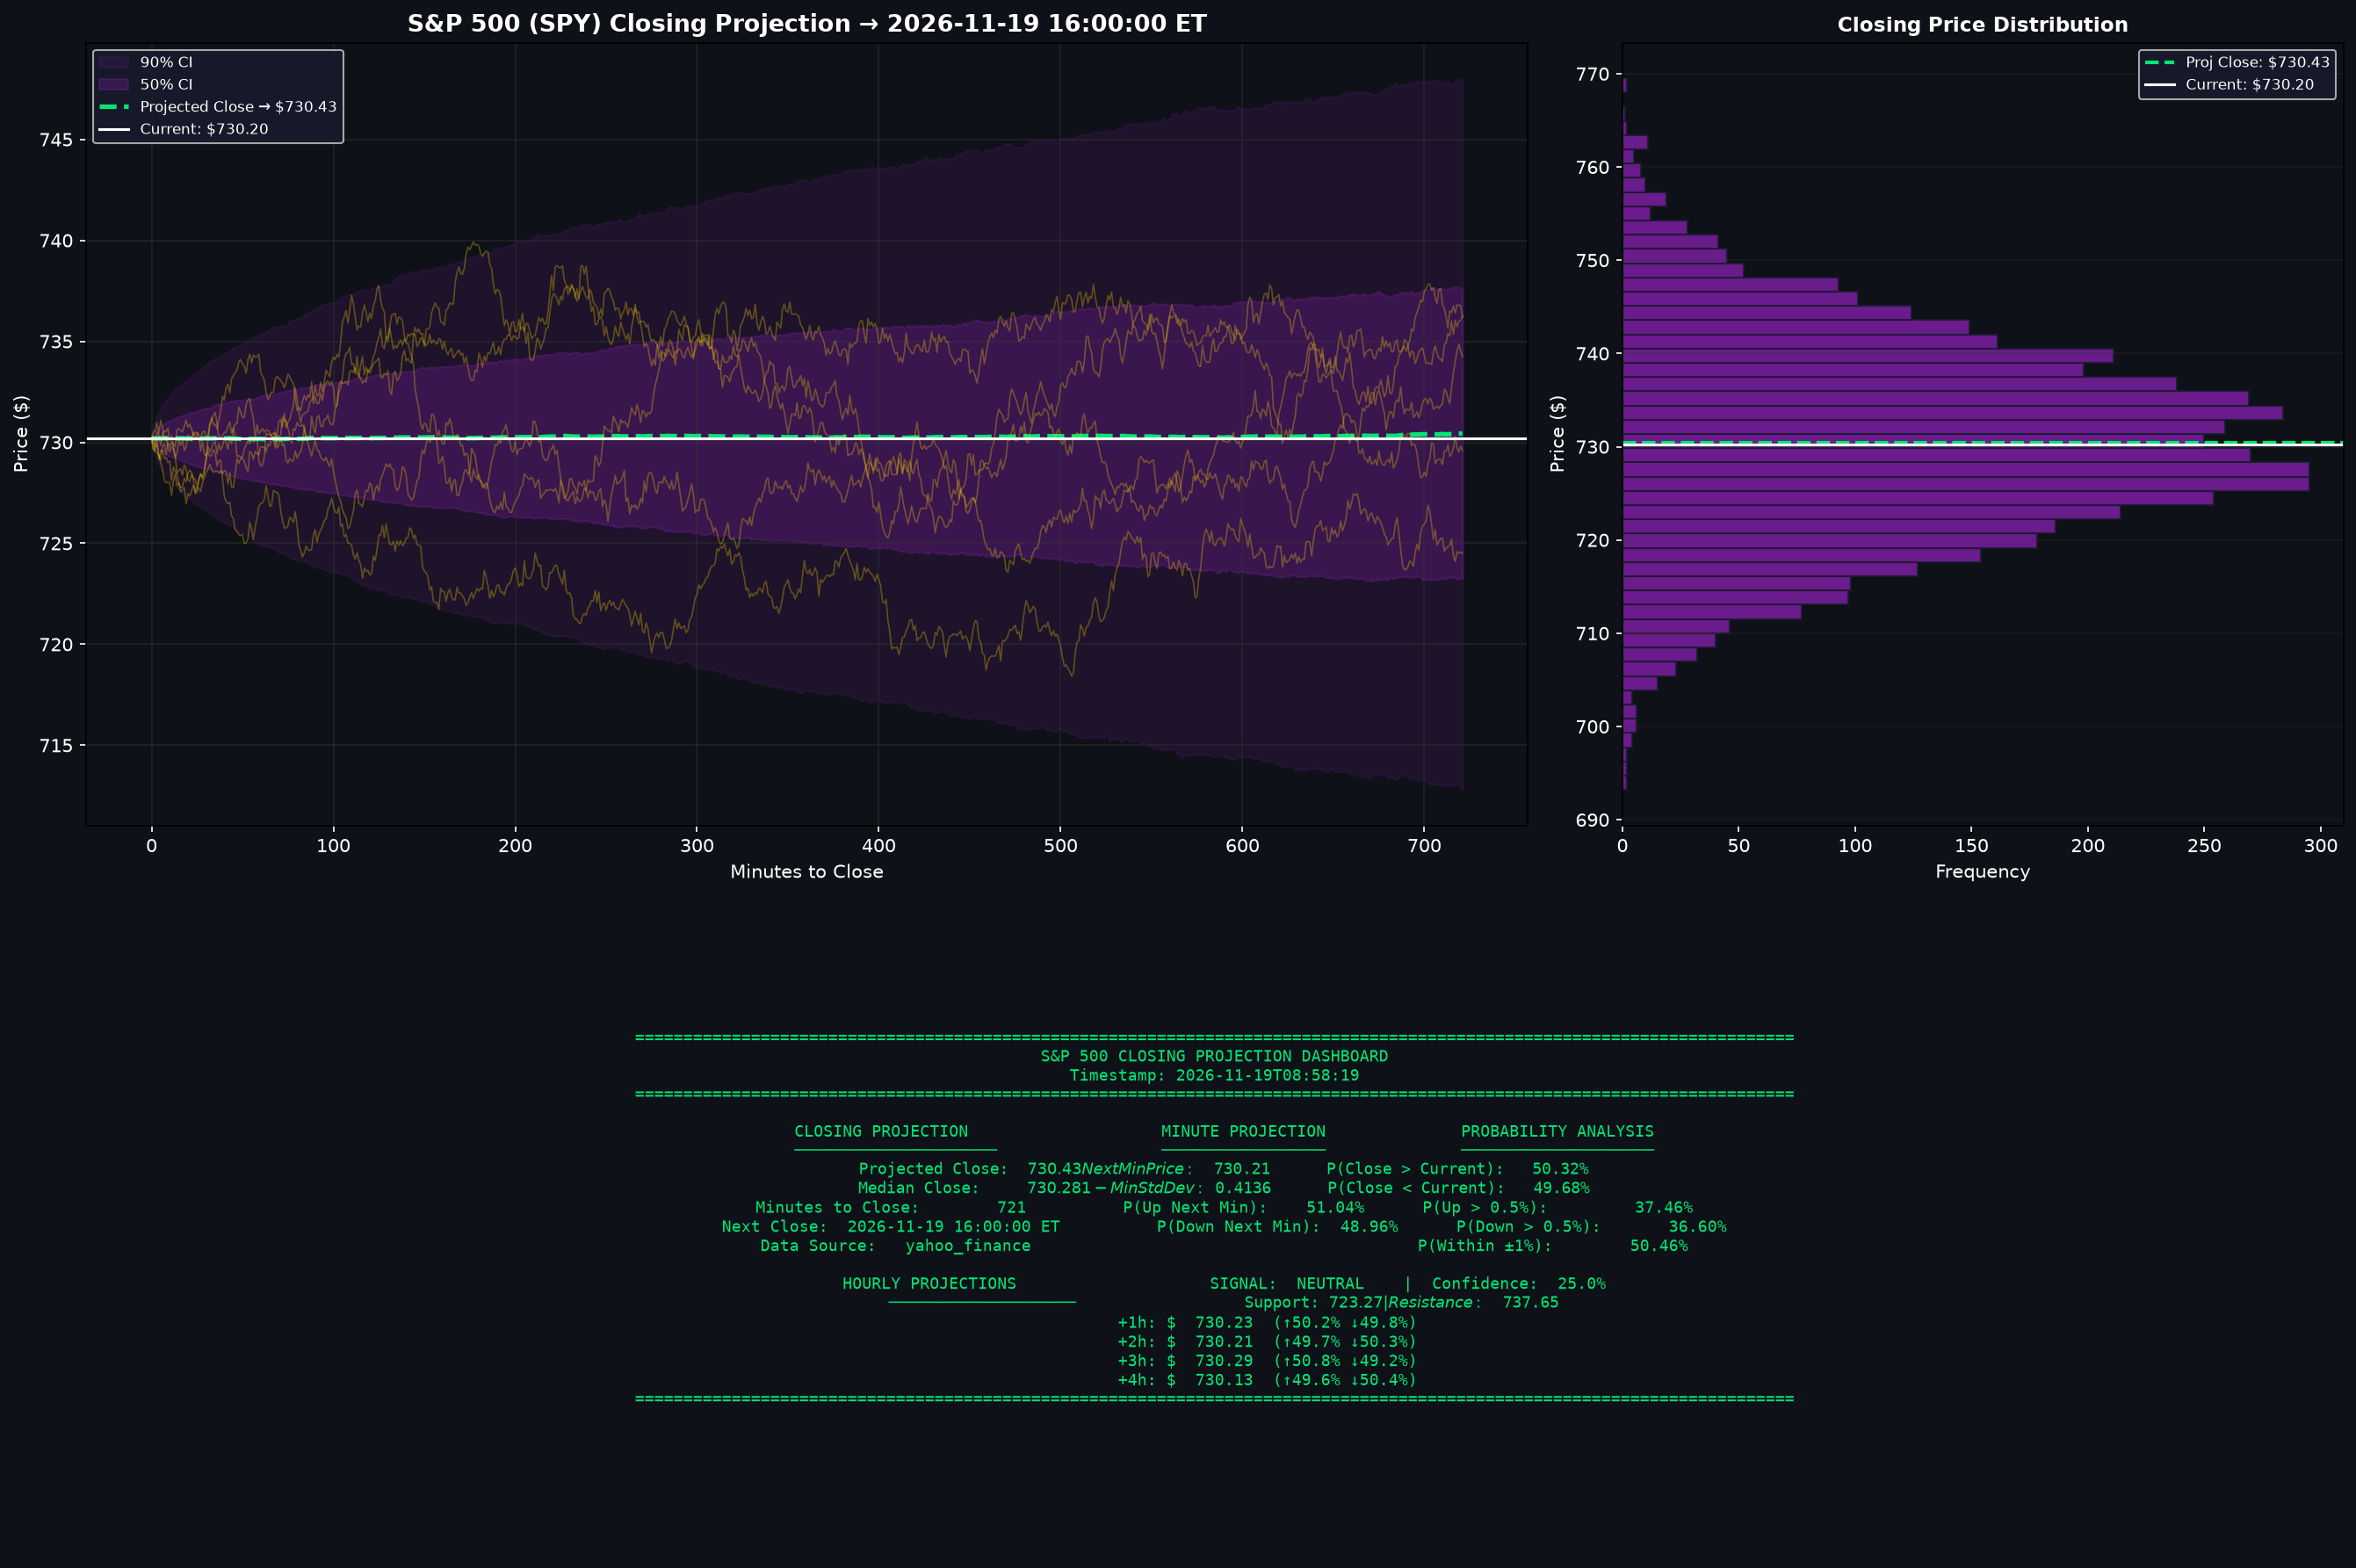 S&P 500 (SPY) Closing Projection → 2026-11-19 16:00:00 ET
90% CI
50% CI
Projected Close → $730.43
Current: $730.20
Price ($)
745
740
735
730
725
720
715
0 100 200 300 400 500 600 700
Minutes to Close
Closing Price Distribution
Proj Close: $730.43
Current: $730.20
Price ($)
770
760
750
740
730
720
710
700
690
0 50 100 150 200 250 300
Frequency
========================================================================================================================
S&P 500 CLOSING PROJECTION DASHBOARD
Timestamp: 2026-11-19T08:58:19
========================================================================================================================
CLOSING PROJECTION MINUTE PROJECTION PROBABILITY ANALYSIS
Projected Close: 730.43NextMinPrice: 730.21 P(Close > Current): 50.32%
Median Close: 730.281−MinStdDev: 0.4136 P(Close < Current): 49.68%
Minutes to Close: 721 P(Up Next Min): 51.04% P(Up > 0.5%): 37.46%
Next Close: 2026-11-19 16:00:00 ET P(Down Next Min): 48.96% P(Down > 0.5%): 36.60%
Data Source: yahoo_finance P(Within ±1%): 50.46%
HOURLY PROJECTIONS SIGNAL: NEUTRAL | Confidence: 25.0%
Support: 723.27|Resistance: 737.65
+1h: $ 730.23 (↑50.2% ↓49.8%)
+2h: $ 730.21 (↑49.7% ↓50.3%)
+3h: $ 730.29 (↑50.8% ↓49.2%)
+4h: $ 730.13 (↑49.6% ↓50.4%)
========================================================================================================================